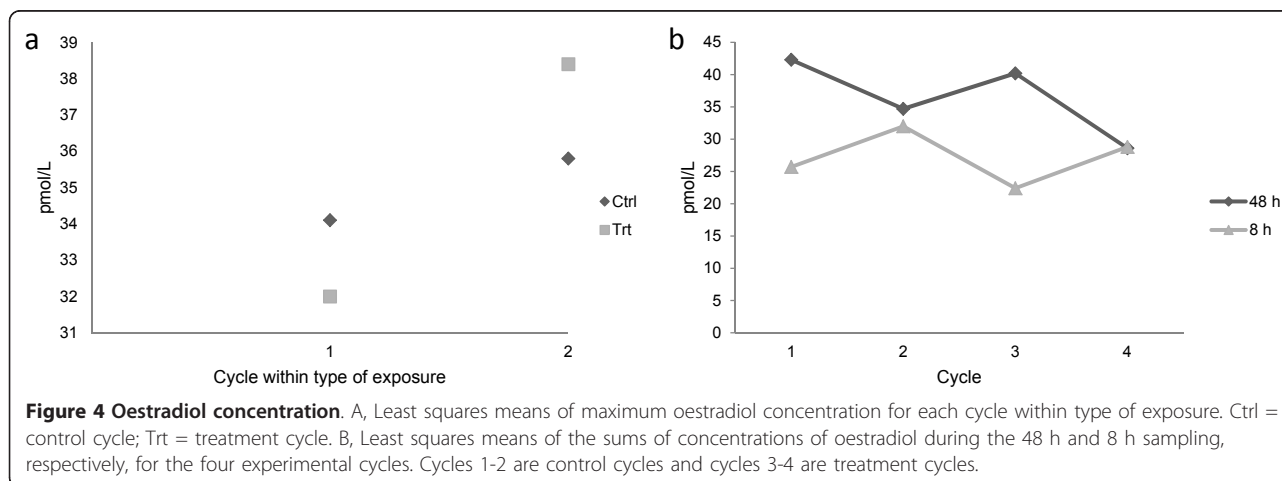 a
39
38
37
36
35
34
33
32
31
pmol/L
1
2
Cycle within type of exposure
Ctrl
Trt
b
45
40
35
30
25
20
15
10
5
0
pmol/L
1
2
3
4
Cycle
48 h
8 h
Figure 4 Oestradiol concentration. A, Least squares means of maximum oestradiol concentration for each cycle within type of exposure. Ctrl =
control cycle; Trt = treatment cycle. B, Least squares means of the sums of concentrations of oestradiol during the 48 h and 8 h sampling,
respectively, for the four experimental cycles. Cycles 1-2 are control cycles and cycles 3-4 are treatment cycles.